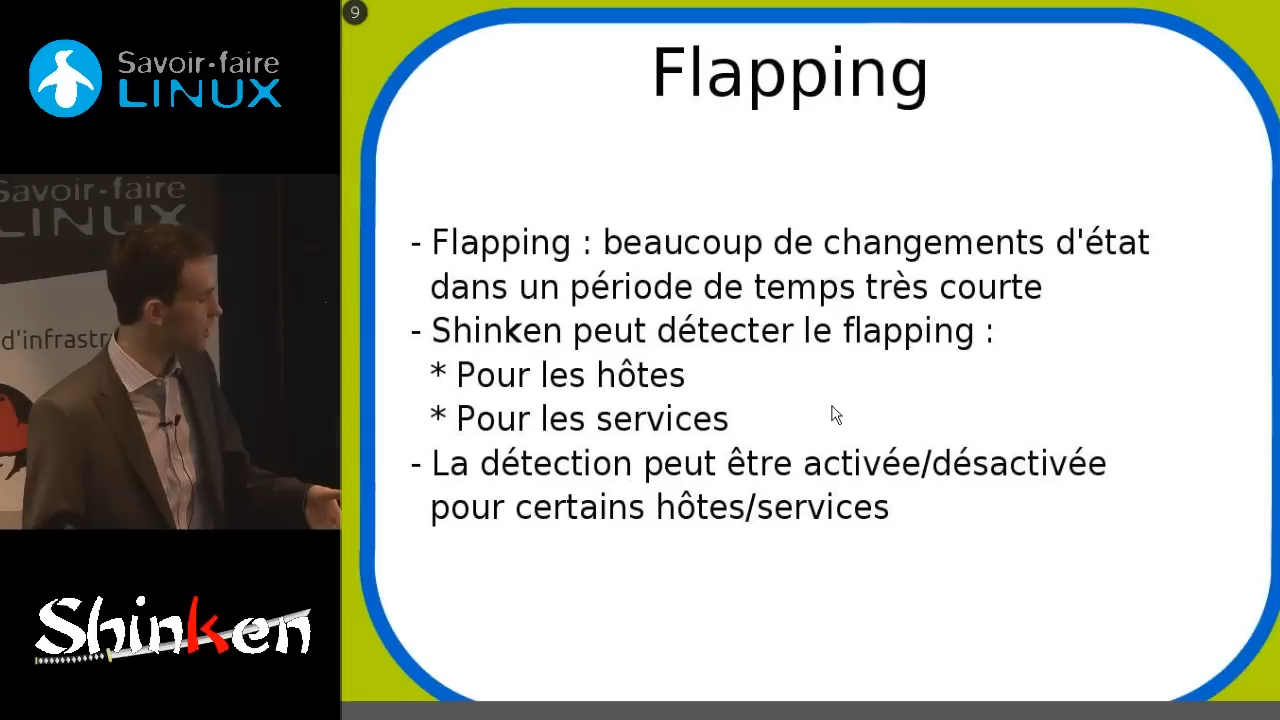 9
Savoir-faire
LINUX
Savoir-faire
LINUX
d'infrastr
Shinken
Flapping
- Flapping : beaucoup de changements d'état
dans un période de temps très courte
- Shinken peut détecter le flapping :
* Pour les hôtes
* Pour les services
- La détection peut être activée/désactivée
pour certains hôtes/services